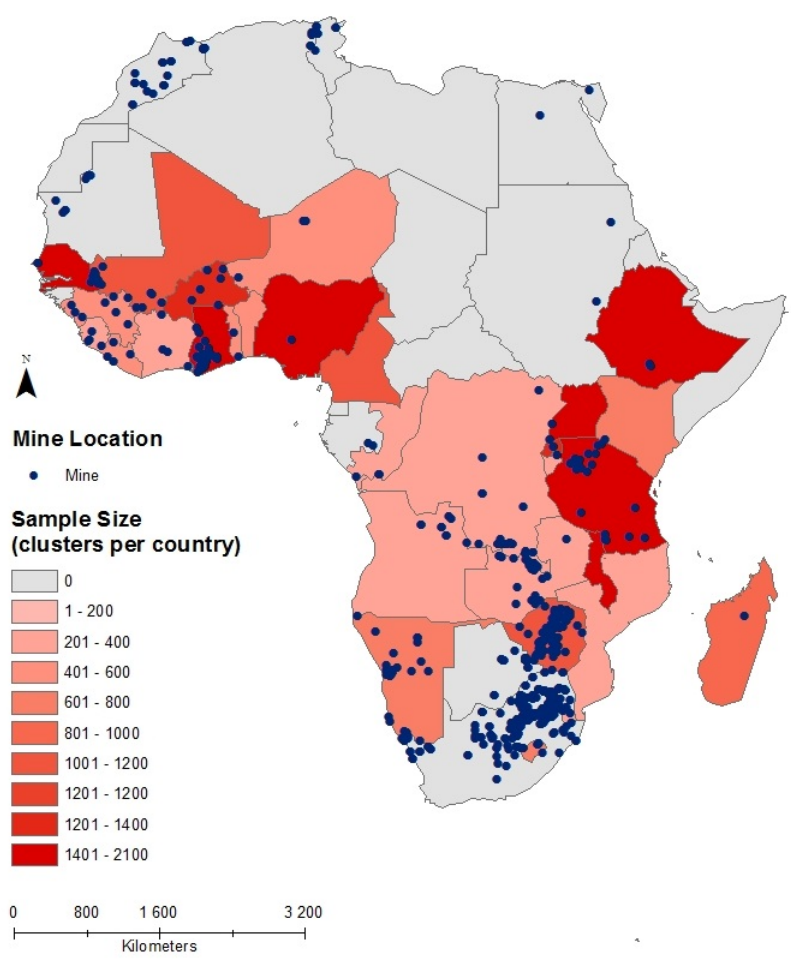 N
Mine Location
Mine
Sample Size
(clusters per country)
0
1 - 200
201 - 400
401 - 600
601 - 800
801 - 1000
1001 - 1200
1201 - 1200
1201 - 1400
1401 - 2100
0 800 1 600 3 200
Kilometers